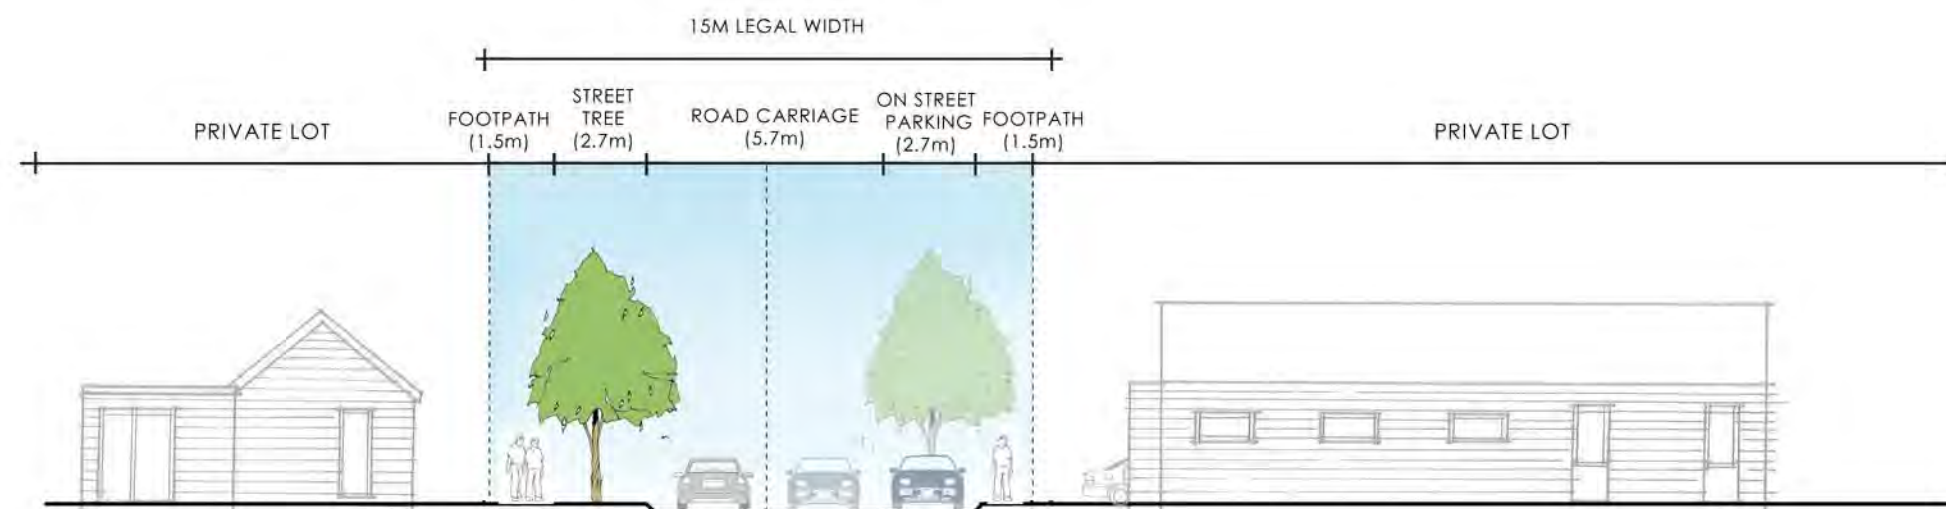 15M LEGAL WIDTH
PRIVATE LOT
FOOTPATH
(1.5m)
STREET
TREE
(2.7m)
ROAD CARRIAGE
(5.7m)
ON STREET
PARKING
(2.7m)
FOOTPATH
(1.5m)
PRIVATE LOT